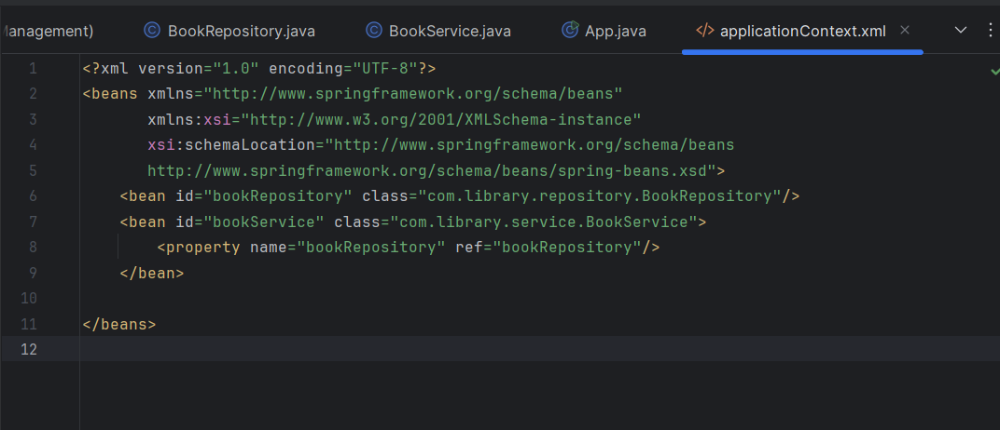 Management) BookRepository.java BookService.java App.java applicationContext.xml
1 <?xml version="1.0" encoding="UTF-8"?>
2 <beans xmlns="http://www.springframework.org/schema/beans"
3 xmlns:xsi="http://www.w3.org/2001/XMLSchema-instance"
4 xsi:schemaLocation="http://www.springframework.org/schema/beans
5 http://www.springframework.org/schema/beans/spring-beans.xsd">
6 <bean id="bookRepository" class="com.library.repository.BookRepository"/>
7 <bean id="bookService" class="com.library.service.BookService">
8 <property name="bookRepository" ref="bookRepository"/>
9 </bean>
10
11 </beans>
12